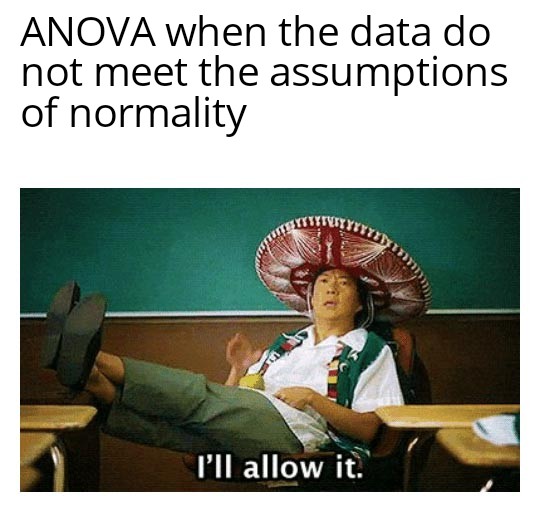 ANOVA when the data do
not meet the assumptions
of normality
I'll allow it.